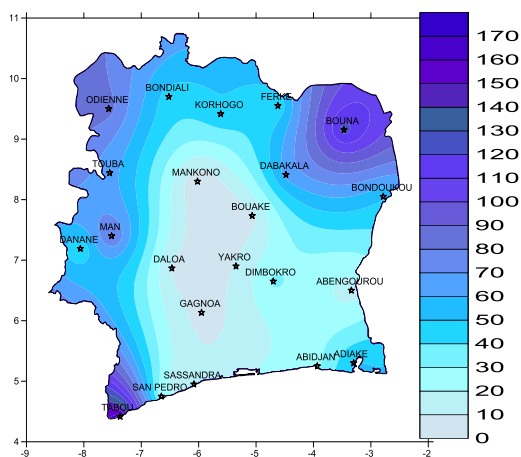 11
10
9
8
7
6
5
4
-9
-8
-7
-6
-5
-4
-3
-2
BONDIALI
ODIENNE
KORHOGO
FERKE
BOUNA
TOUBA
MANKONO
DABAKALA
BONDOUKOU
BOUAKE
MAN
DANANE
DALOA
YAKRO
DIMBOKRO
ABENGOUROU
GAGNOA
ABIDJAN
ADIAKE
SASSANDRA
SAN PEDRO
TABOU
170
160
150
140
130
120
110
100
90
80
70
60
50
40
30
20
10
0